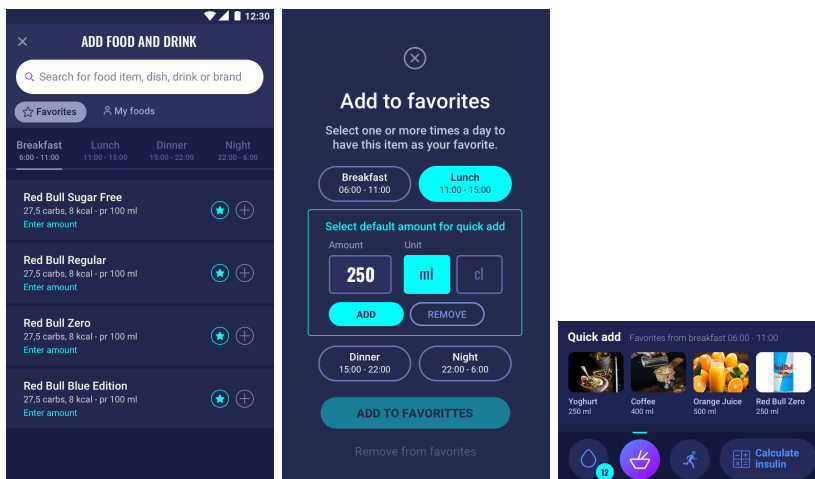 12:30
ADD FOOD AND DRINK
Search for food item, dish, drink or brand
Favorites
My foods
Breakfast
6:00 - 11:00
Lunch
11:00 - 15:00
Dinner
15:00 - 22:00
Night
22:00 - 6:00
Red Bull Sugar Free
27,5 carbs, 8 kcal - pr 100 ml
Enter amount
Red Bull Regular
27,5 carbs, 8 kcal - pr 100 ml
Enter amount
Red Bull Zero
27,5 carbs, 8 kcal - pr 100 ml
Enter amount
Red Bull Blue Edition
27,5 carbs, 8 kcal - pr 100 ml
Enter amount
Add to favorites
Select one or more times a day to
have this item as your favorite.
Breakfast
06:00 - 11:00
Lunch
11:00 - 15:00
Select default amount for quick add
Amount
Unit
250
ml
cl
ADD
REMOVE
Dinner
15:00 - 22:00
Night
22:00 - 6:00
ADD TO FAVORITTES
Remove from favorites
Quick add
Favorites from breakfast 06:00 - 11:00
RedBull
Yoghurt
250 ml
Coffee
400 ml
Orange Juice
500 ml
Red Bull Zero
250 ml
12
Calculate
insulin